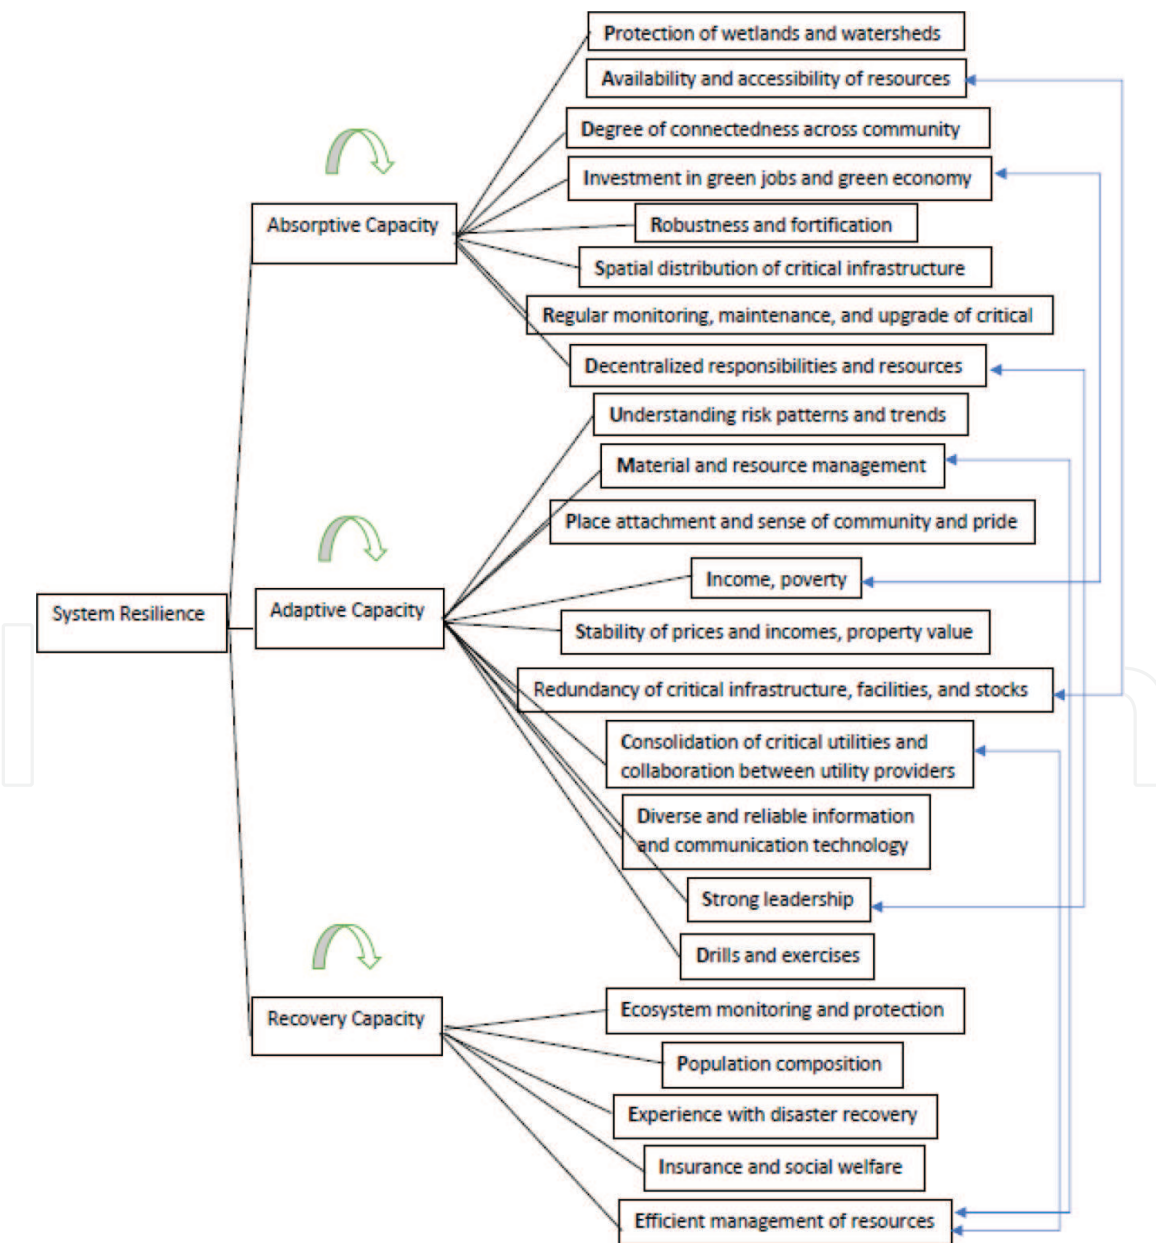 Protection of wetlands and watersheds
Availability and accessibility of resources
Degree of connectedness across community
Investment in green jobs and green economy
Absorptive Capacity
Robustness and fortification
Spatial distribution of critical infrastructure
Regular monitoring, maintenance, and upgrade of critical
Decentralized responsibilities and resources
Understanding risk patterns and trends
Material and resource management
Place attachment and sense of community and pride
Income, poverty
System Resilience
Adaptive Capacity
Stability of prices and incomes, property value
Redundancy of critical infrastructure, facilities, and stocks
Consolidation of critical utilities and
collaboration between utility providers
Diverse and reliable information
and communication technology
Strong leadership
Drills and exercises
Recovery Capacity
Ecosystem monitoring and protection
Population composition
Experience with disaster recovery
Insurance and social welfare
Efficient management of resources